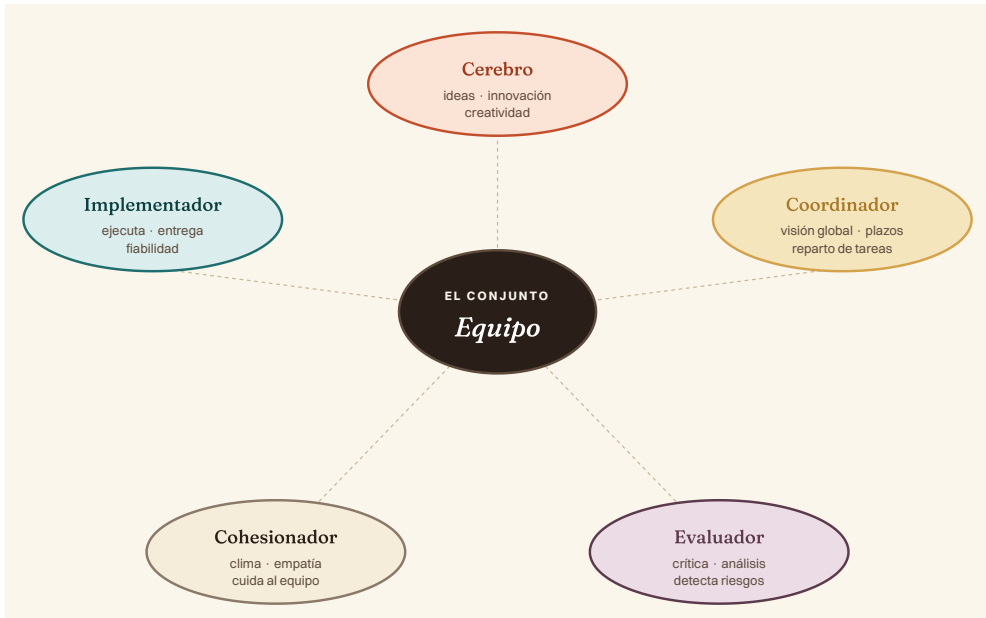 Cerebro
ideas · innovación
creatividad
Implementador
ejecuta · entrega
fiabilidad
Coordinador
visión global · plazos
reparto de tareas
EL CONJUNTO
Equipo
Cohesionador
clima · empatía
cuida al equipo
Evaluador
crítica · análisis
detecta riesgos